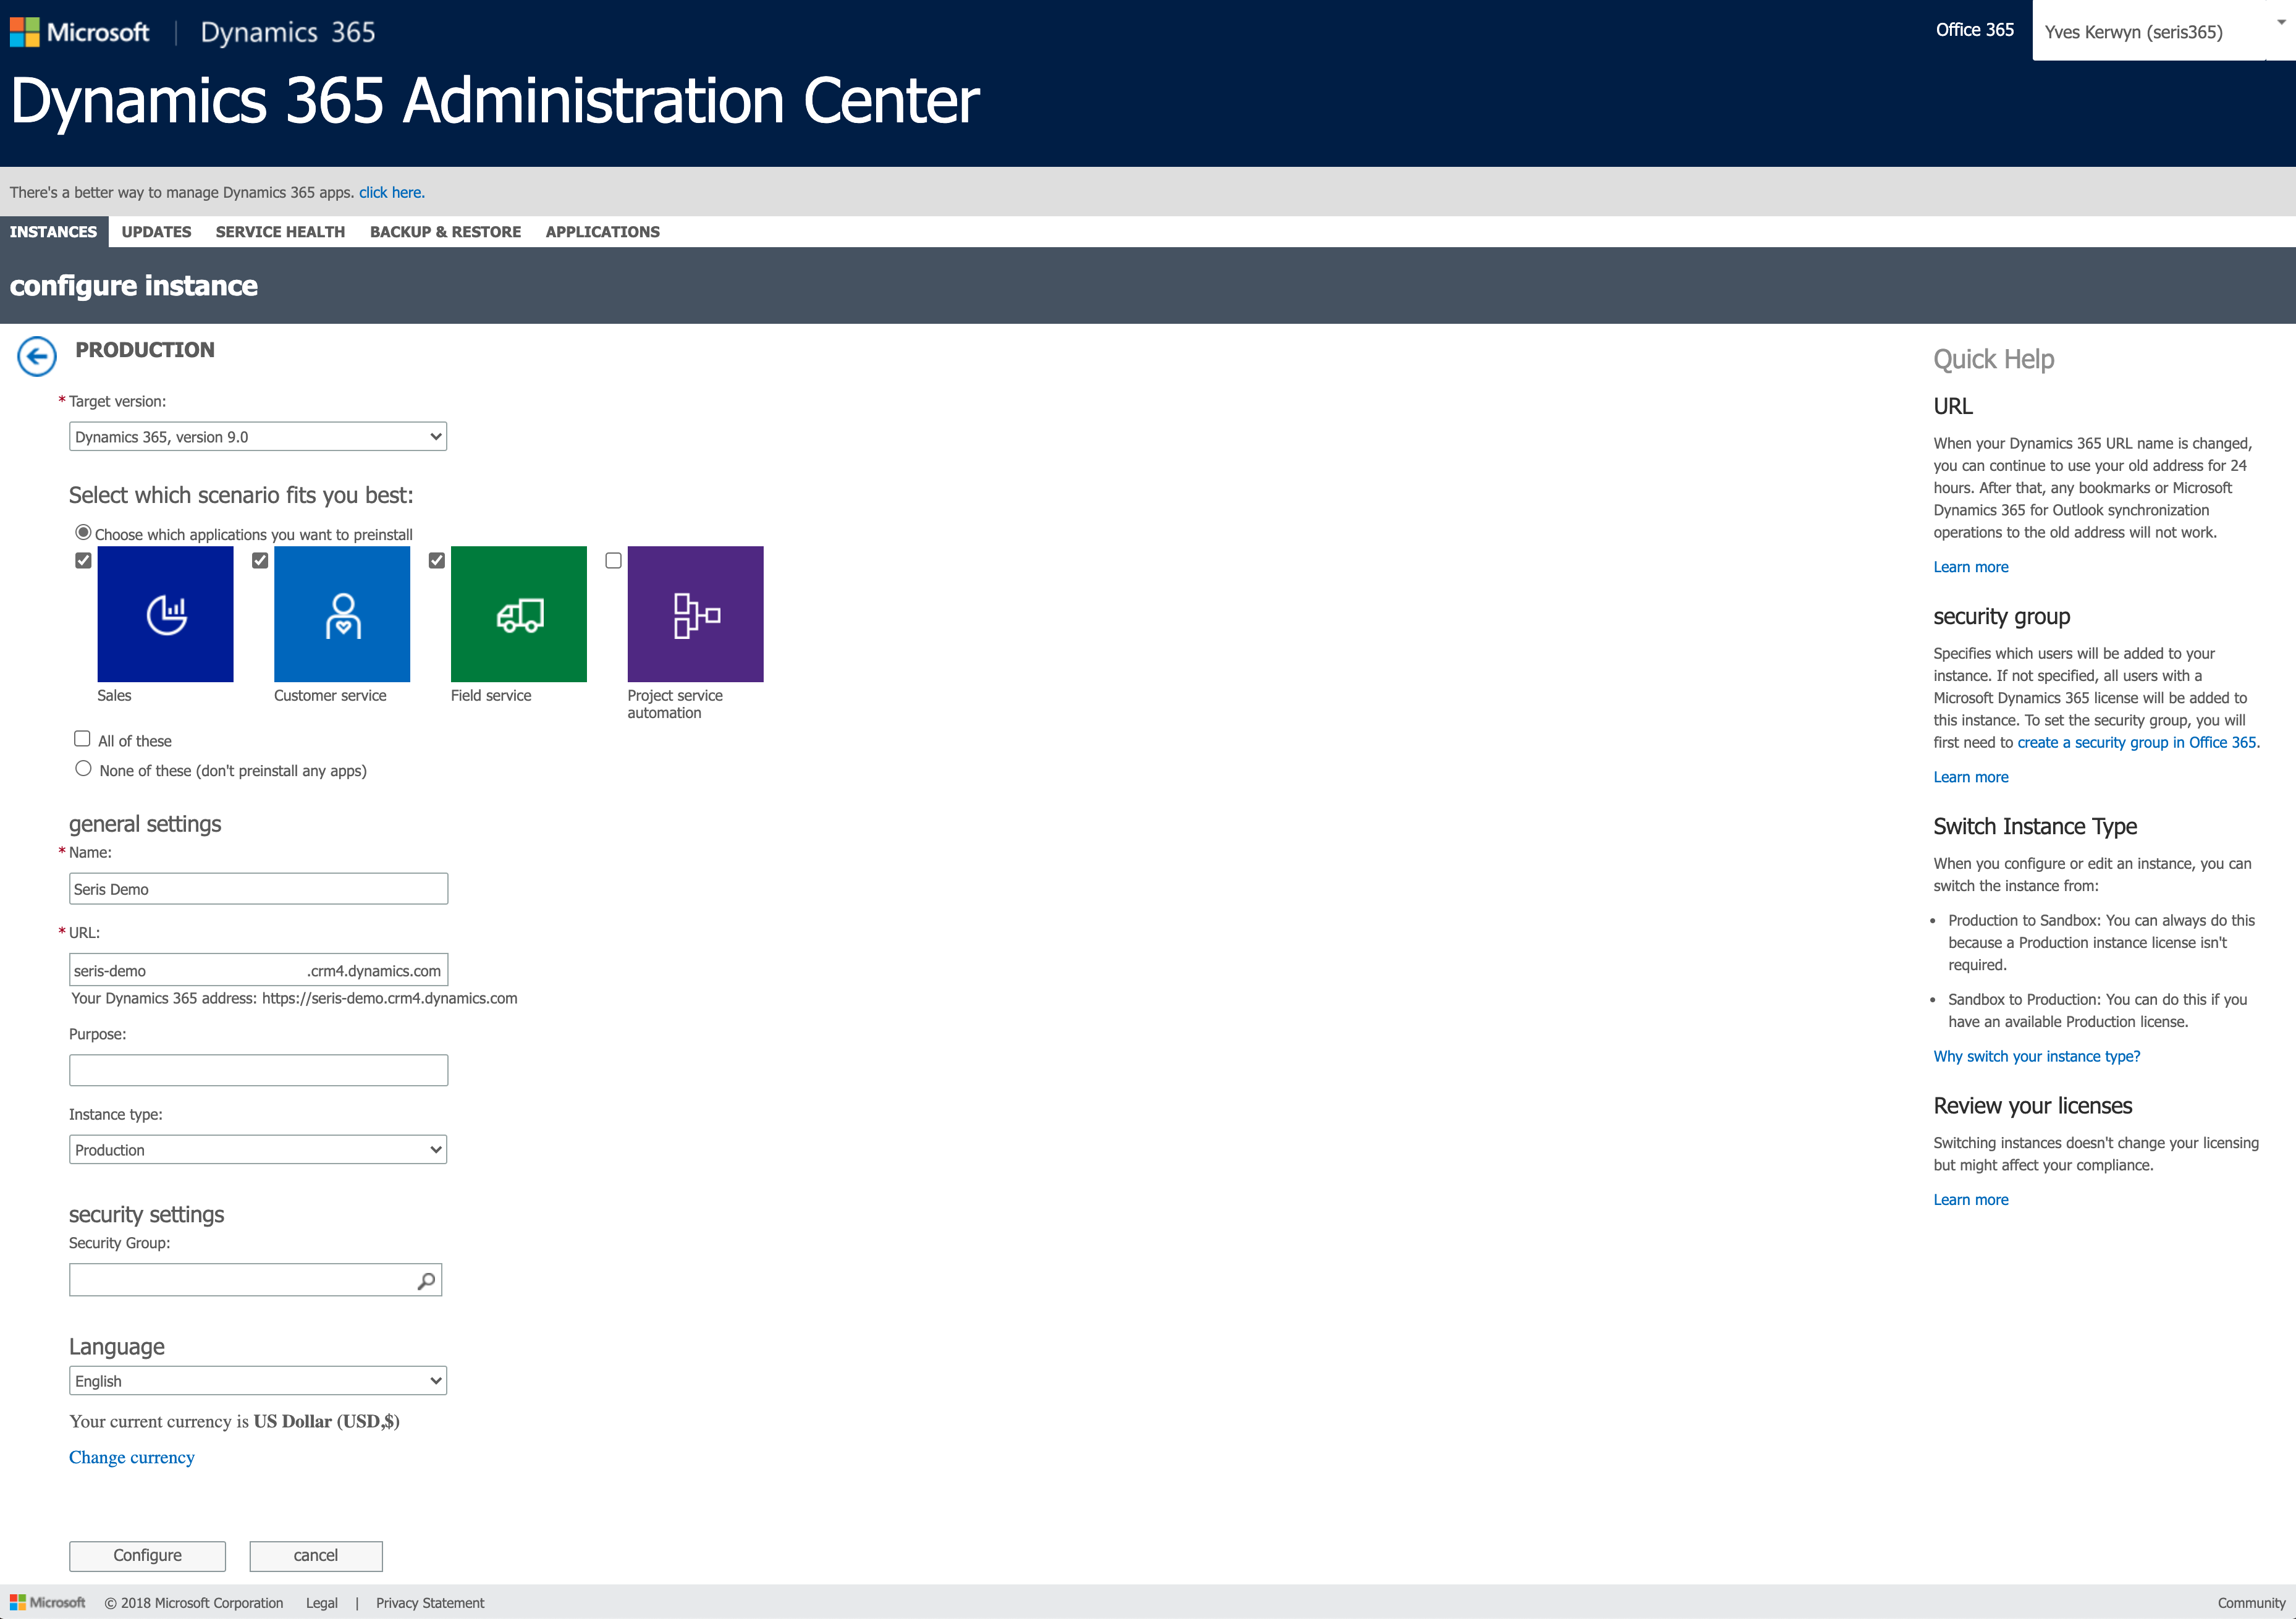 Microsoft | Dynamics 365
Office 365
Yves Kerwyn (seris365)
Dynamics 365 Administration Center
There's a better way to manage Dynamics 365 apps. click here.
INSTANCES UPDATES SERVICE HEALTH BACKUP & RESTORE APPLICATIONS
configure instance
PRODUCTION
* Target version:
Dynamics 365, version 9.0
Select which scenario fits you best:
Choose which applications you want to preinstall
Sales
Customer service
Field service
Project service
automation
All of these
None of these (don't preinstall any apps)
general settings
* Name:
Seris Demo
* URL:
seris-demo .crm4.dynamics.com
Your Dynamics 365 address: https://seris-demo.crm4.dynamics.com
Purpose:
Instance type:
Production
security settings
Security Group:
Language
English
Your current currency is US Dollar (USD,$)
Change currency
Configure
cancel
Quick Help
URL
When your Dynamics 365 URL name is changed,
you can continue to use your old address for 24
hours. After that, any bookmarks or Microsoft
Dynamics 365 for Outlook synchronization
operations to the old address will not work.
Learn more
security group
Specifies which users will be added to your
instance. If not specified, all users with a
Microsoft Dynamics 365 license will be added to
this instance. To set the security group, you will
first need to create a security group in Office 365.
Learn more
Switch Instance Type
When you configure or edit an instance, you can
switch the instance from:
• Production to Sandbox: You can always do this
because a Production instance license isn't
required.
• Sandbox to Production: You can do this if you
have an available Production license.
Why switch your instance type?
Review your licenses
Switching instances doesn't change your licensing
but might affect your compliance.
Learn more
Microsoft © 2018 Microsoft Corporation Legal | Privacy Statement
Community